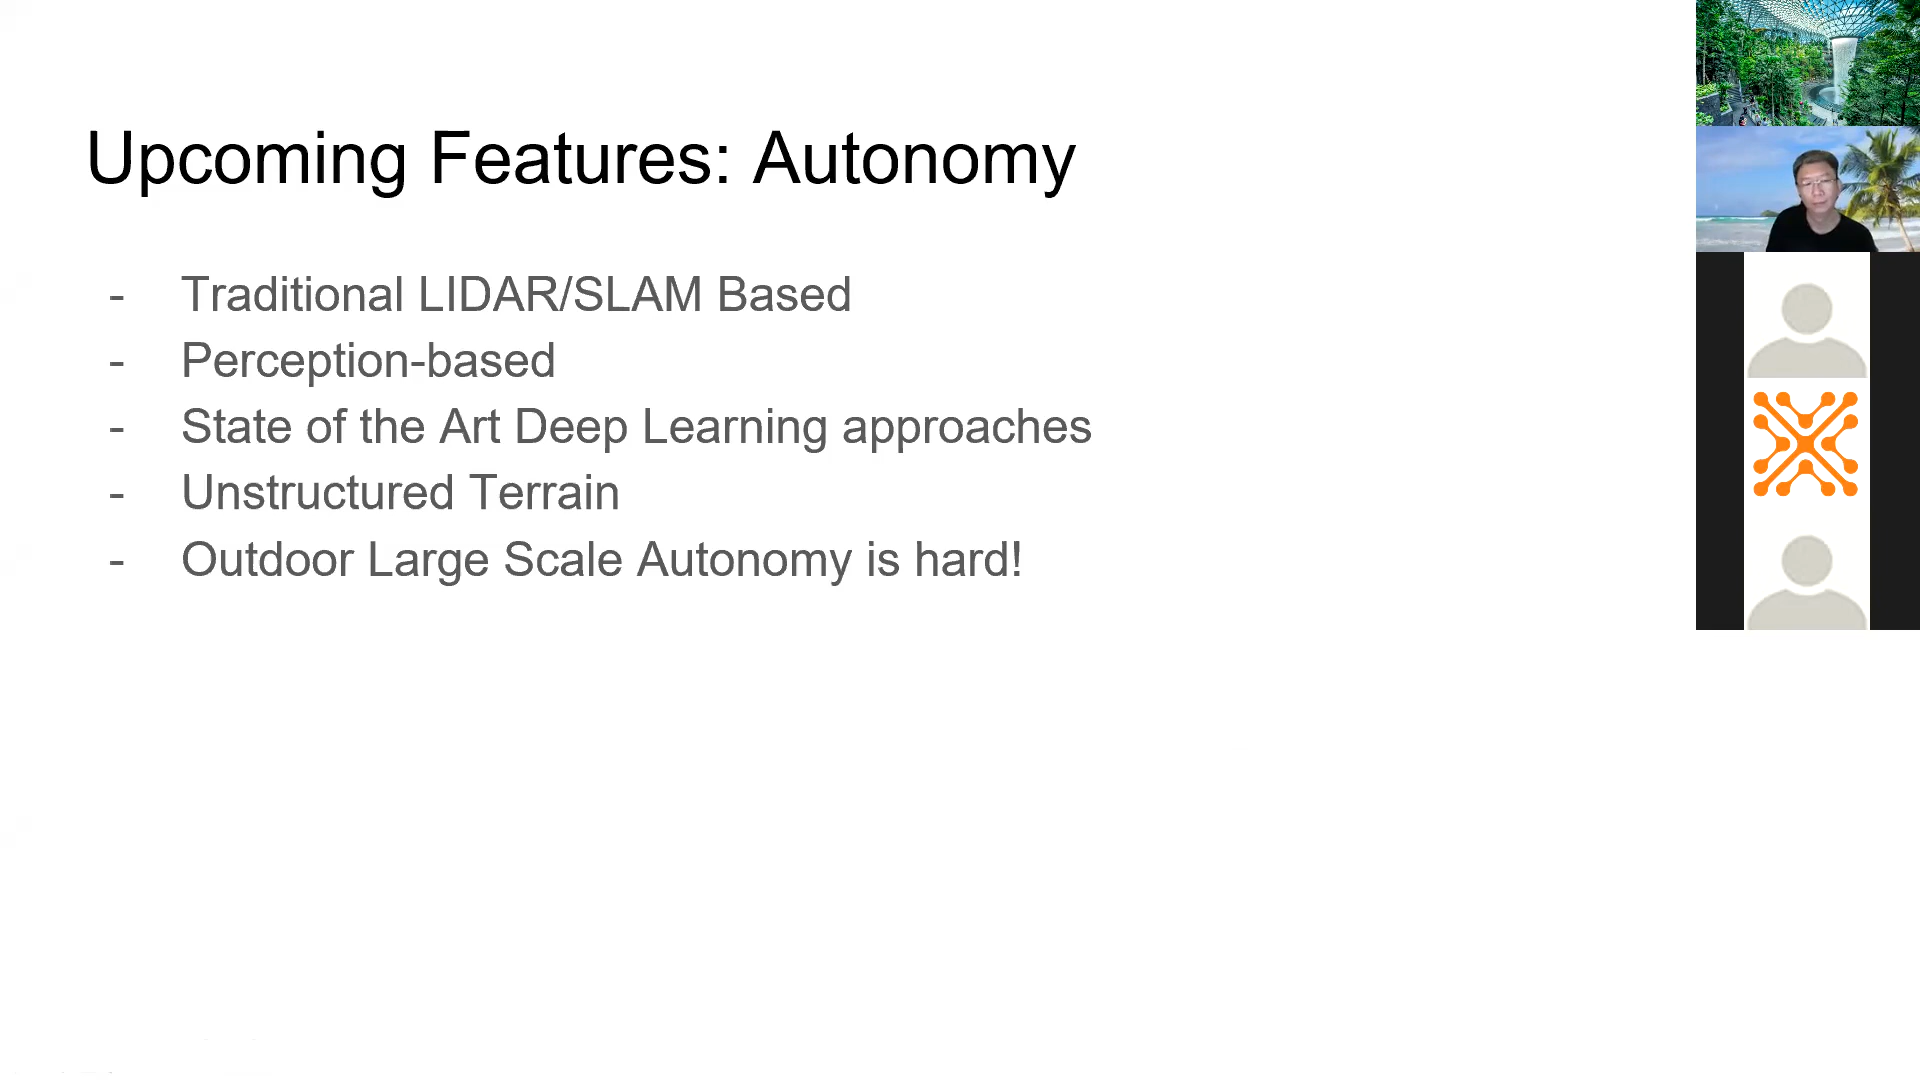 Upcoming Features: Autonomy
- Traditional LIDAR/SLAM Based
- Perception-based
- State of the Art Deep Learning approaches
- Unstructured Terrain
- Outdoor Large Scale Autonomy is hard!